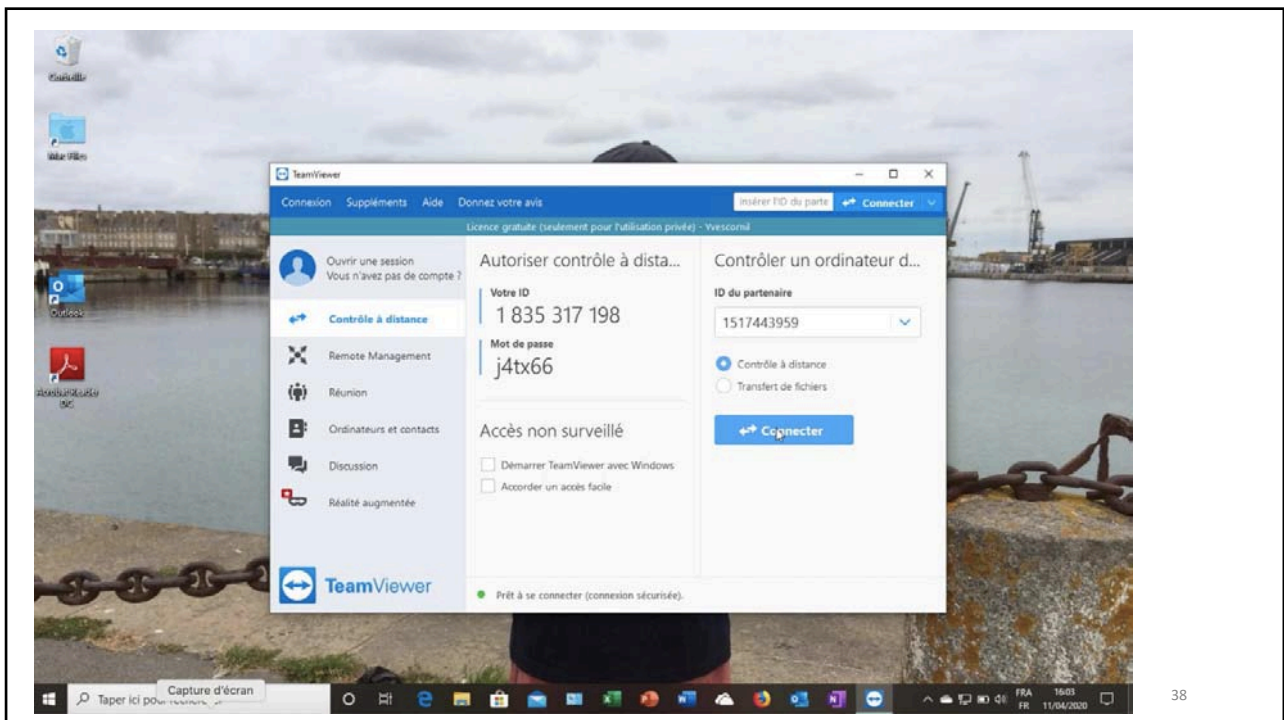 Corbeille
Mac Files
Outlook
Acrobat Reader
DC
TeamViewer
Connexion Suppléments Aide Donnez votre avis
Insérer l'ID du parte
Connecter
Licence gratuite (seulement pour l'utilisation privée) - Yvescornil
Ouvrir une session
Vous n'avez pas de compte ?
Contrôle à distance
Remote Management
Réunion
Ordinateurs et contacts
Discussion
Réalité augmentée
TeamViewer
Autoriser contrôle à dista...
Votre ID
1 835 317 198
Mot de passe
j4tx66
Accès non surveillé
Démarrer TeamViewer avec Windows
Accorder un accès facile
Contrôler un ordinateur d...
ID du partenaire
1517443959
Contrôle à distance
Transfert de fichiers
Connecter
Prêt à se connecter (connexion sécurisée).
Taper ici pour
Capture d'écran
FRA
FR
16:03
11/04/2020
38